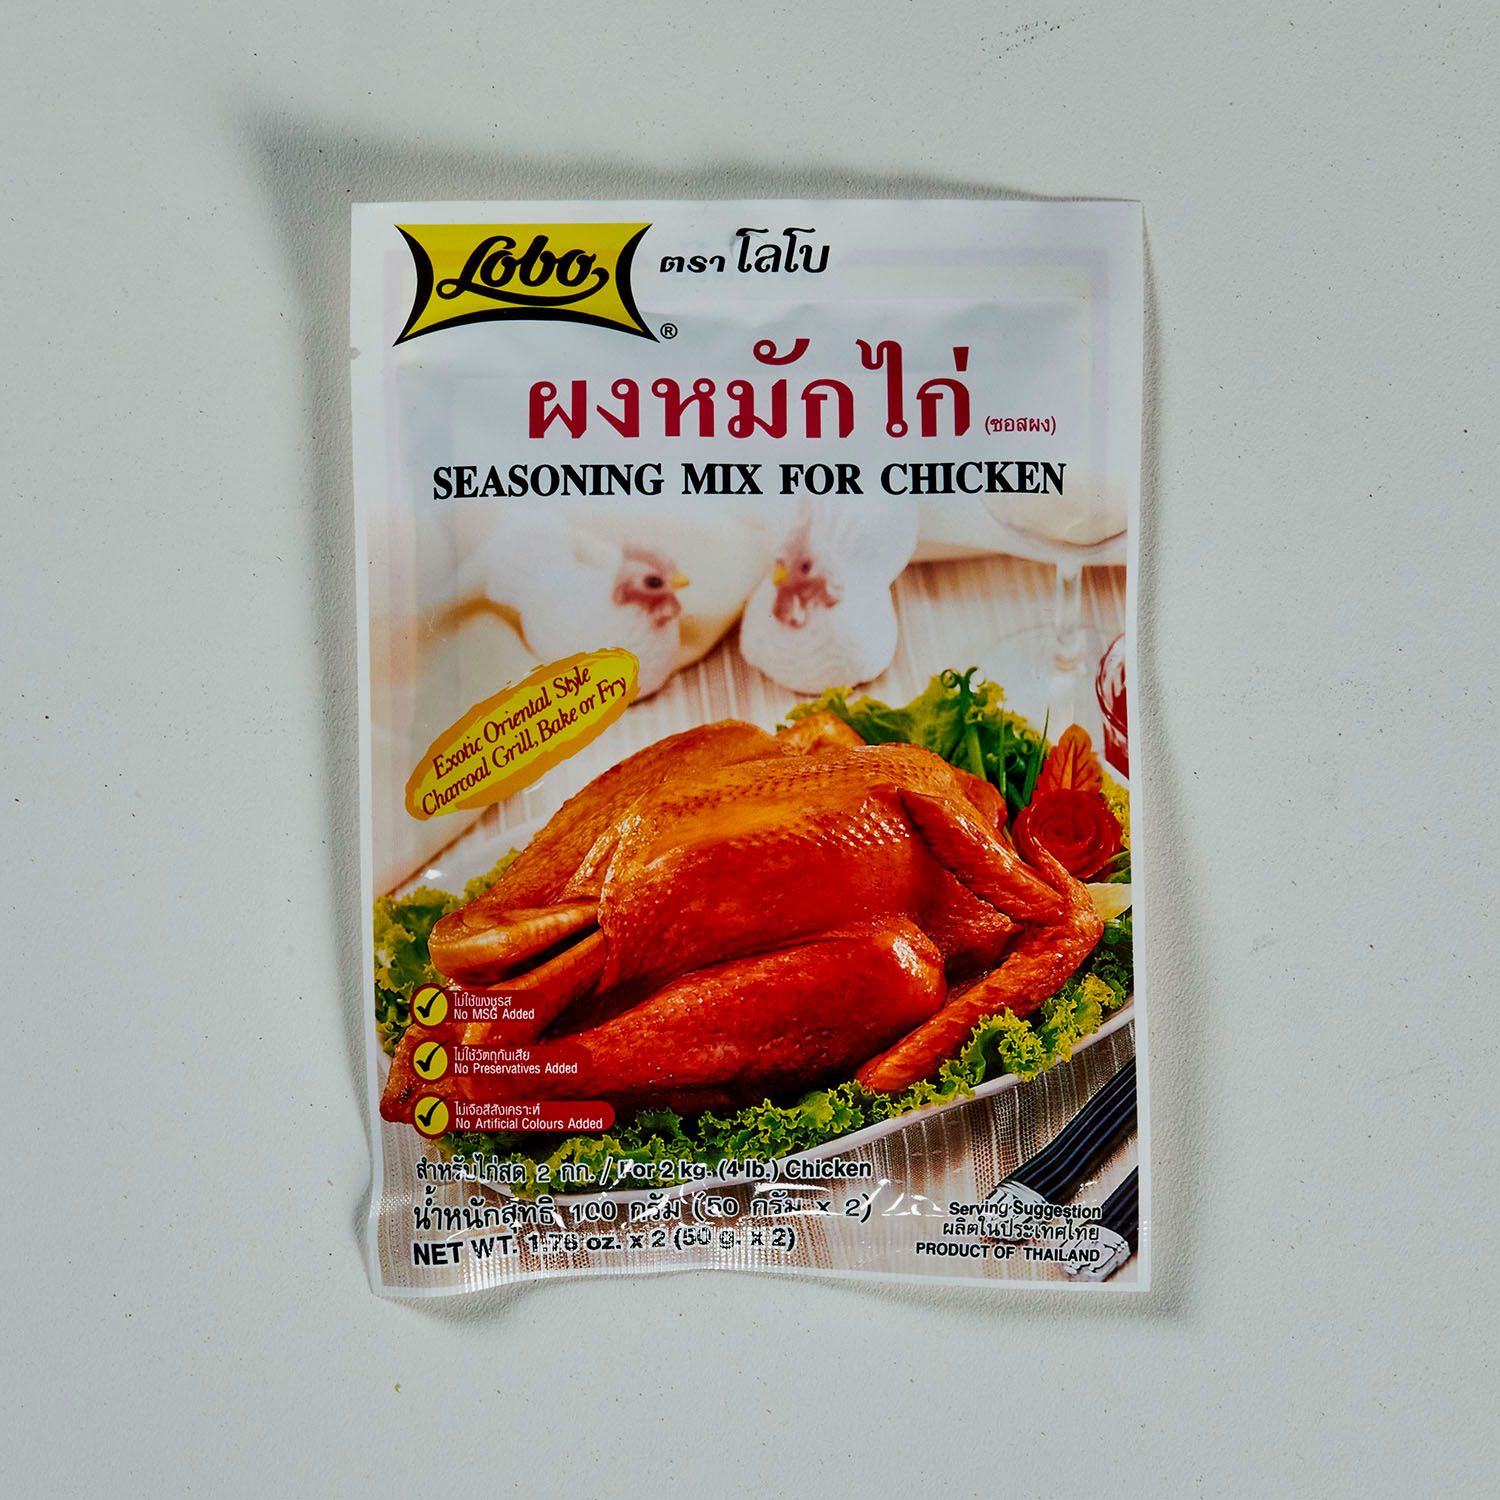 Lobo
®
ตรา โลโบ
ผงหมักไก่ (ซอสผง)
SEASONING MIX FOR CHICKEN
Exotic Oriental Style
Charcoal Grill, Bake or Fry
ไม่ใช้ผงชูรส
No MSG Added
ไม่ใช้วัตถุกันเสีย
No Preservatives Added
ไม่เจือสีสังเคราะห์
No Artificial Colours Added
สำหรับไก่สด 2 กก. / For 2 kg. (4 lb.) Chicken
น้ำหนักสุทธิ 100 กรัม (50 กรัม x 2)
NET WT. 1.76 oz. x 2 (50 g. x 2)
Serving Suggestion
ผลิตในประเทศไทย
PRODUCT OF THAILAND